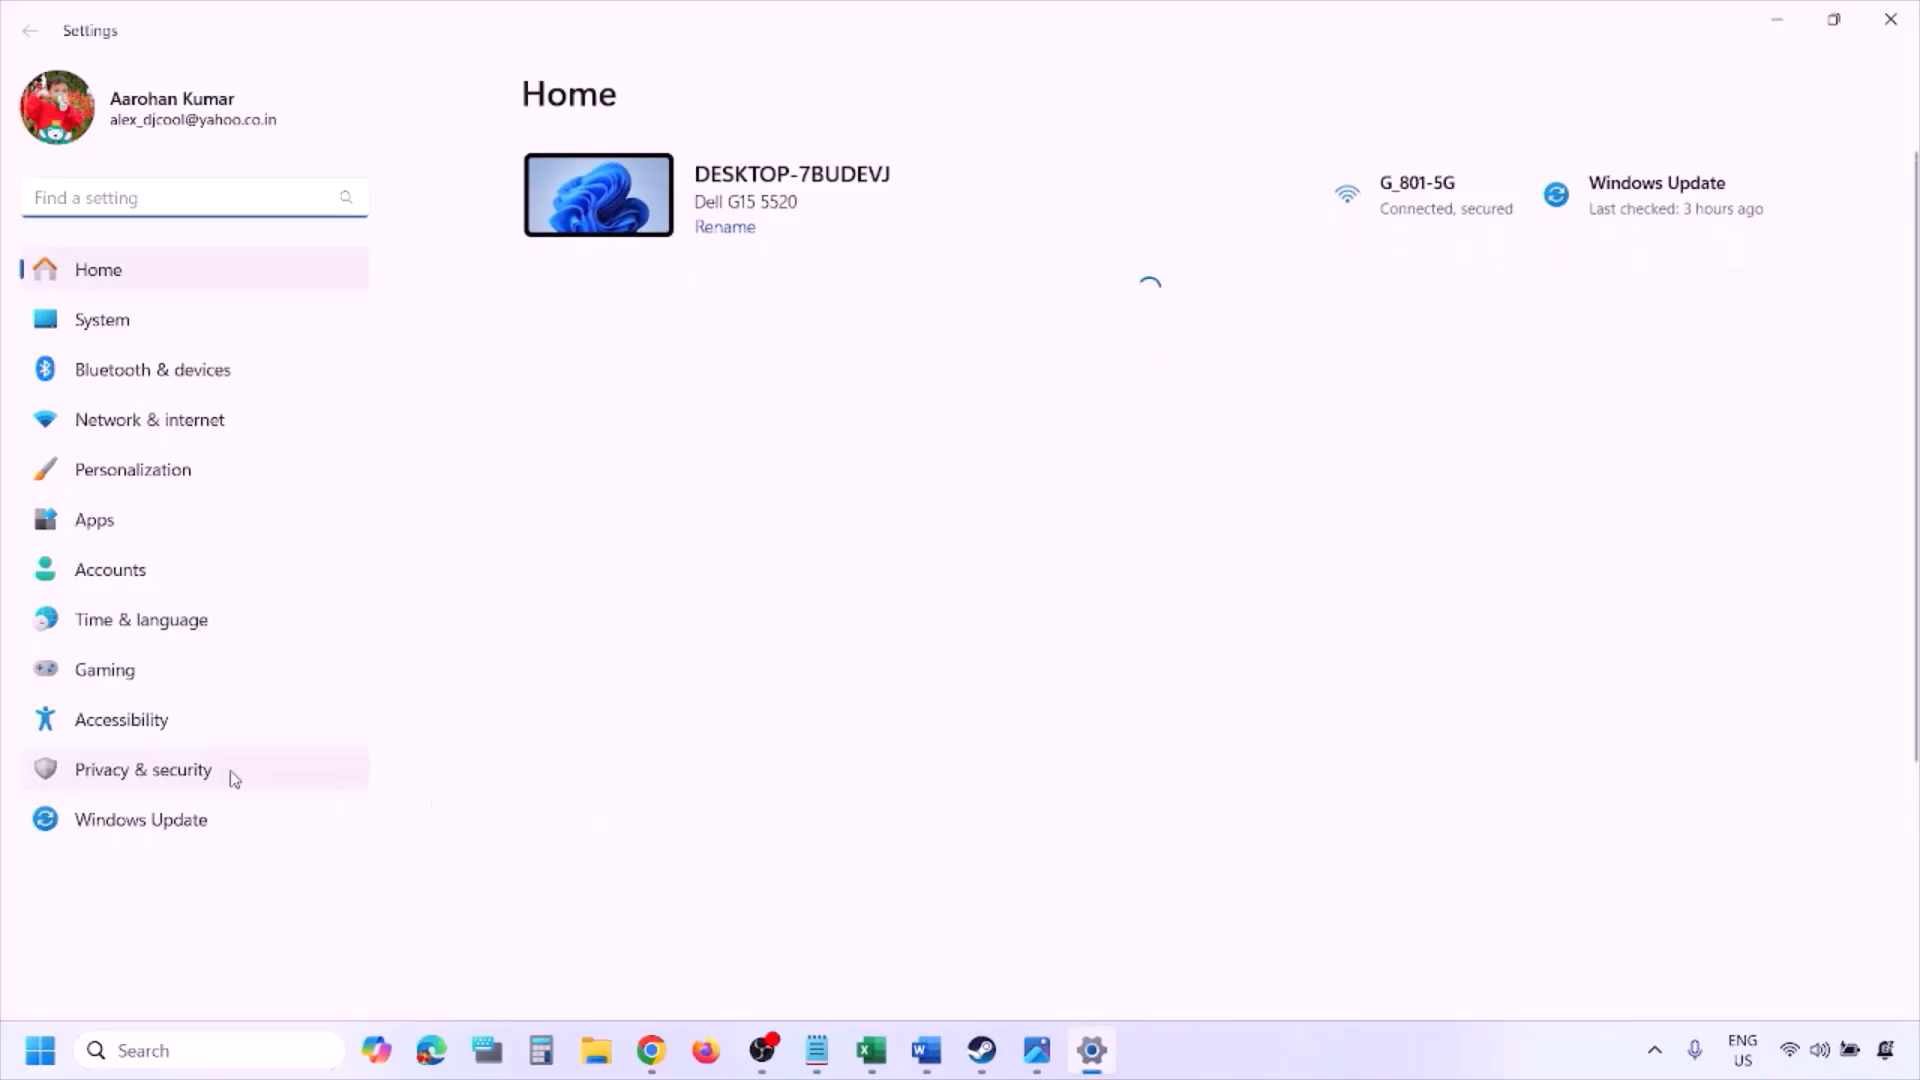 Settings
Aarohan Kumar
alex_djcool@yahoo.co.in
Find a setting
Home
System
Bluetooth & devices
Network & internet
Personalization
Apps
Accounts
Time & language
Gaming
Accessibility
Privacy & security
Windows Update
Home
DESKTOP-7BUDEVJ
Dell G15 5520
Rename
G_801-5G
Connected, secured
Windows Update
Last checked: 3 hours ago
Search
ENG
US